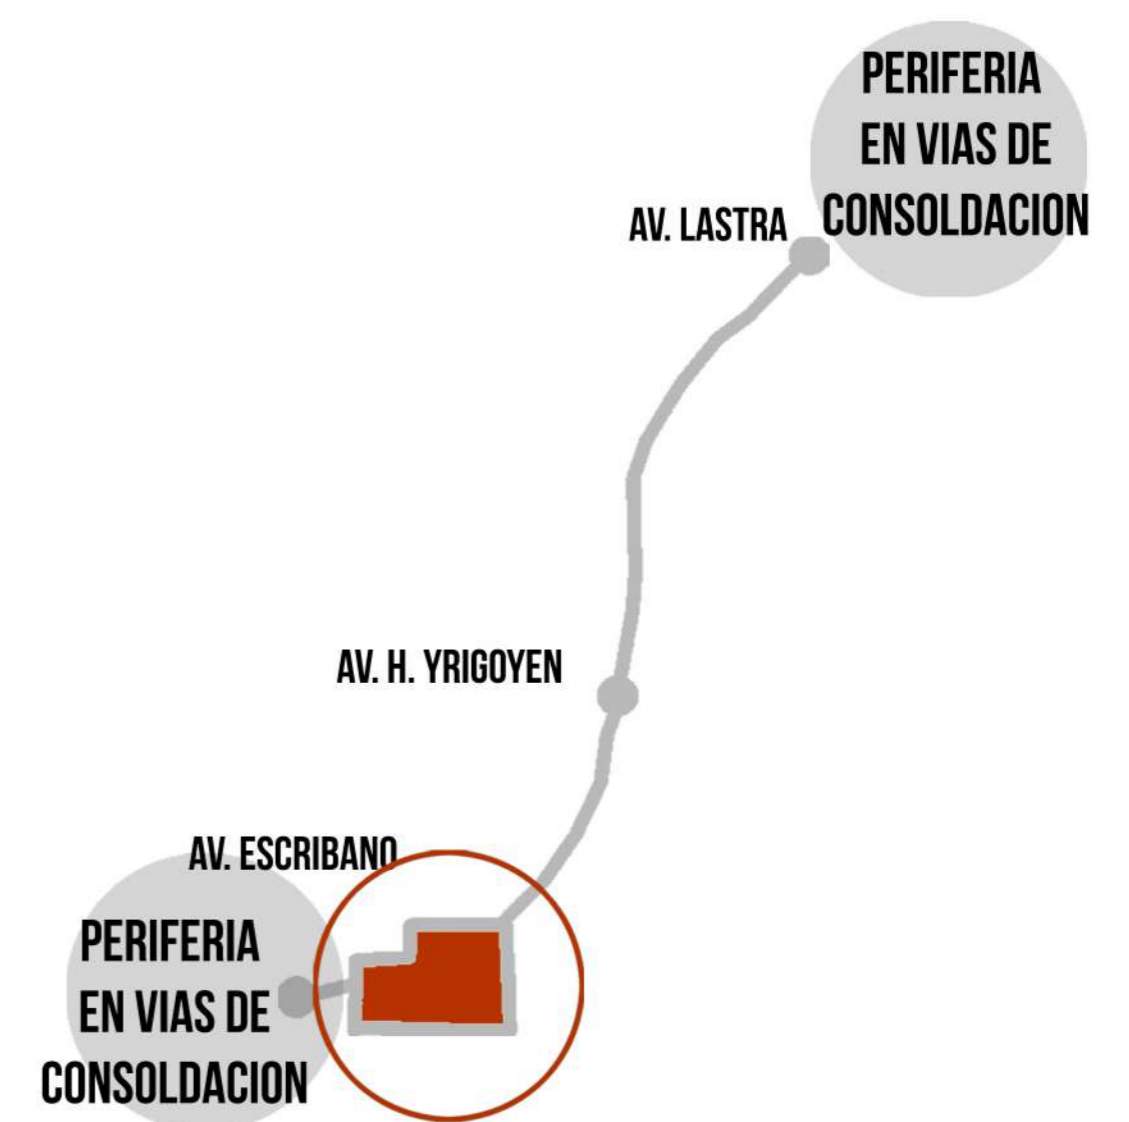 PERIFERIA
EN VIAS DE
CONSOLDACION
AV. LASTRA
AV. H. YRIGOYEN
AV. ESCRIBANO
PERIFERIA
EN VIAS DE
CONSOLDACION